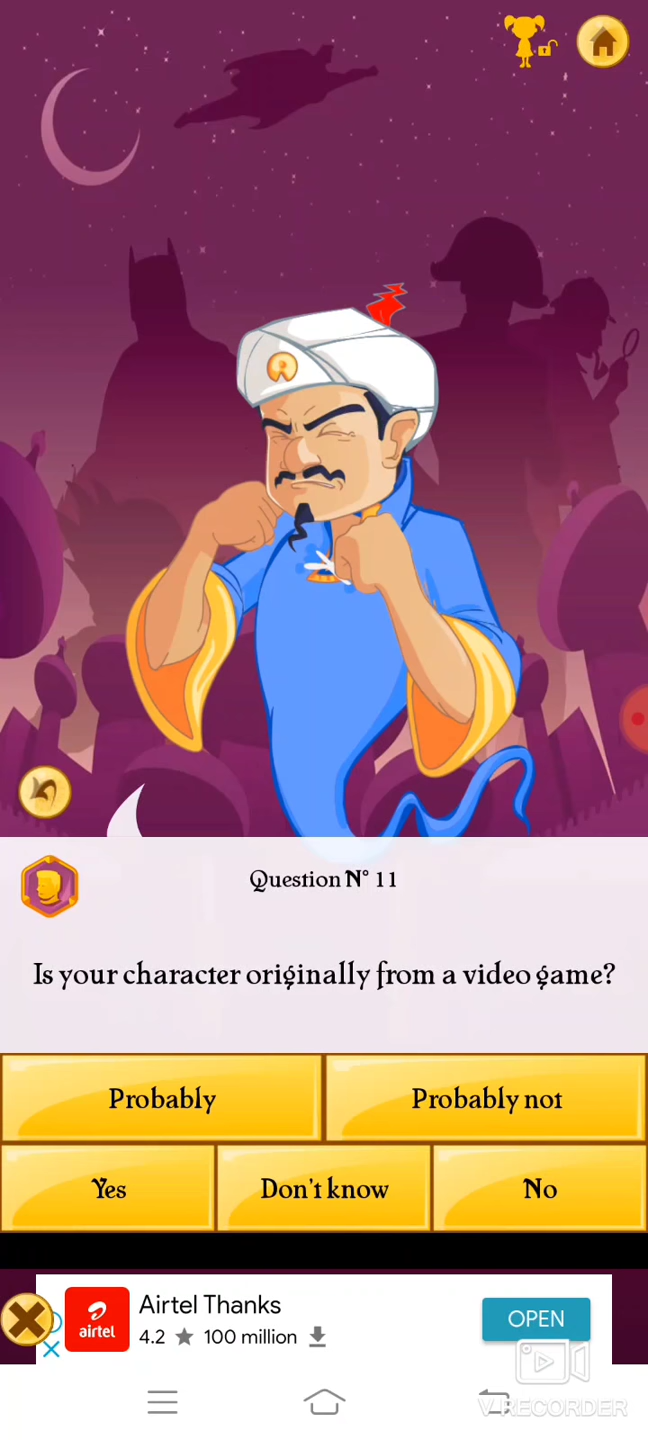 Question N° 11
Is your character originally from a video game?
Probably
Probably not
Yes
Don't know
No
Airtel Thanks
4.2 ★ 100 million
OPEN
airtel
V RECORDER